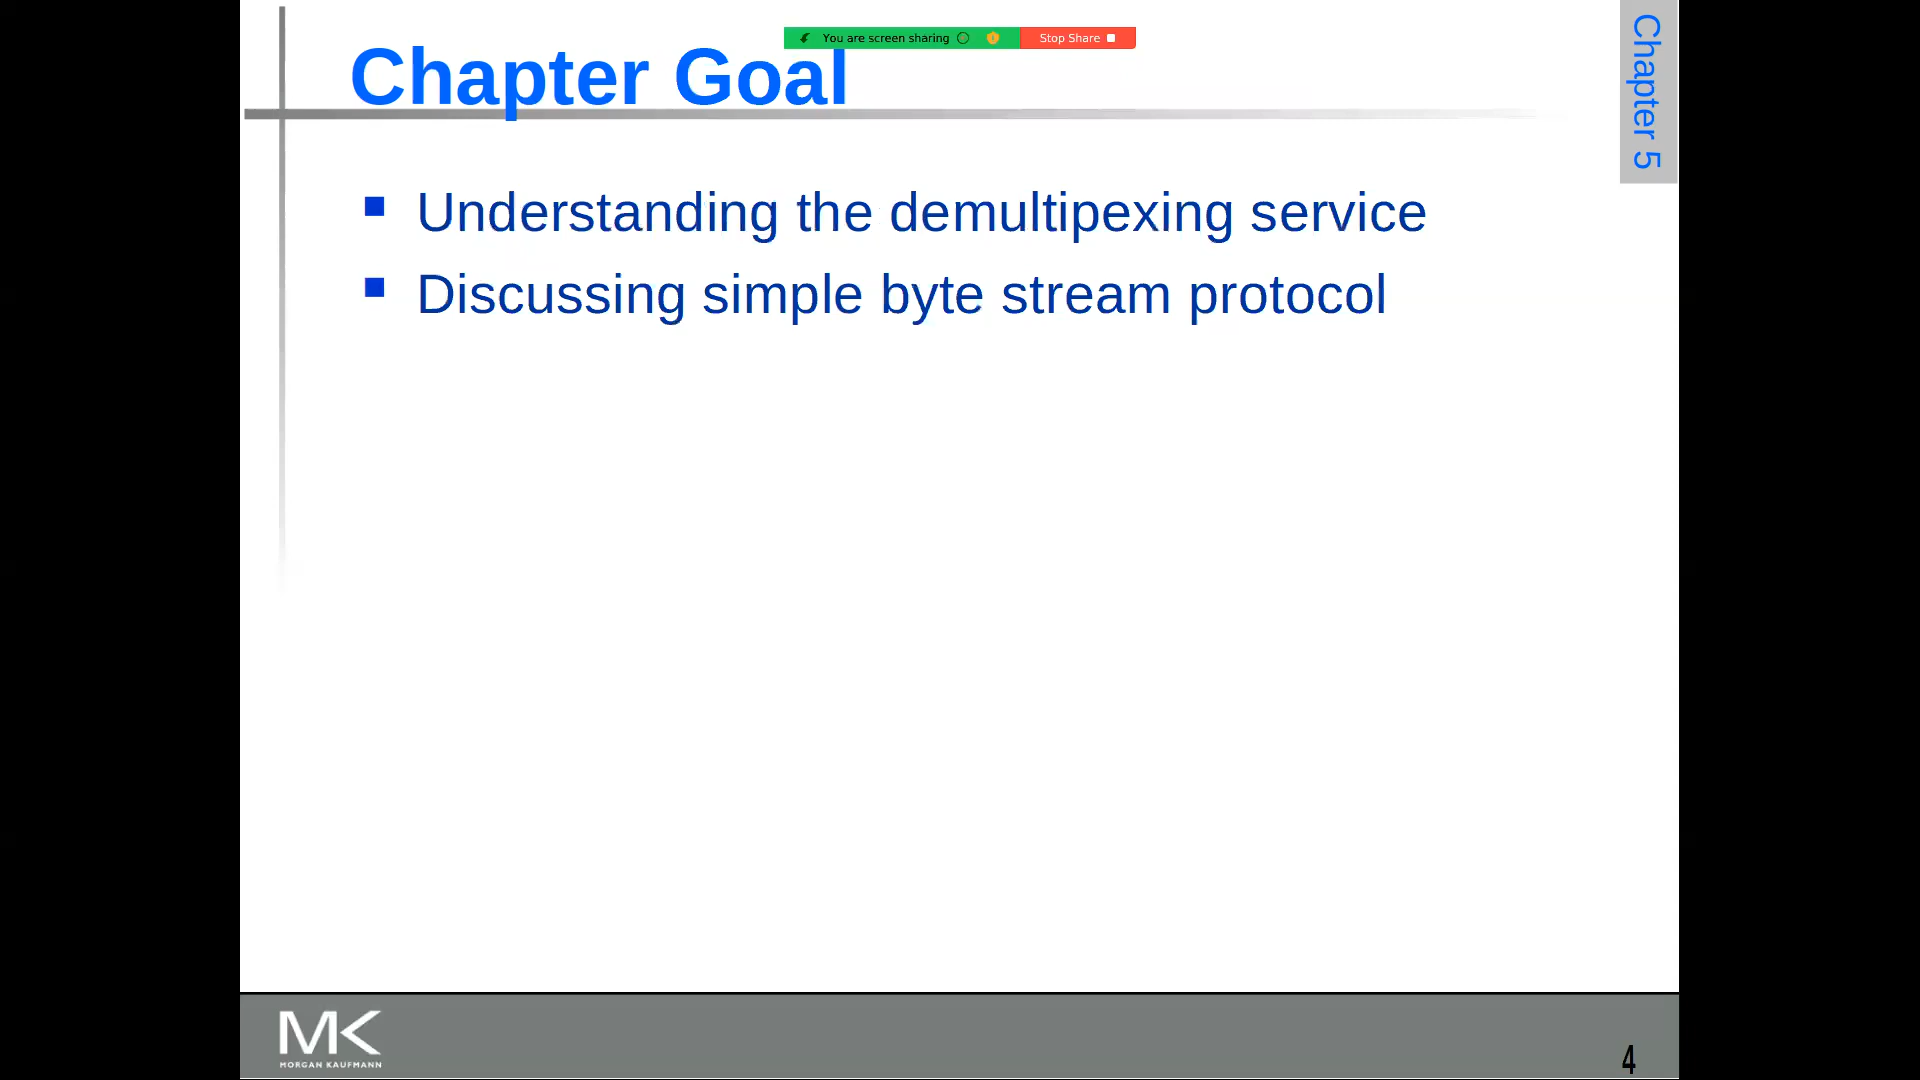 You are screen sharing
Stop Share
Chapter Goal
Chapter 5
Understanding the demultipexing service
Discussing simple byte stream protocol
MK
MORGAN KAUFMANN
4